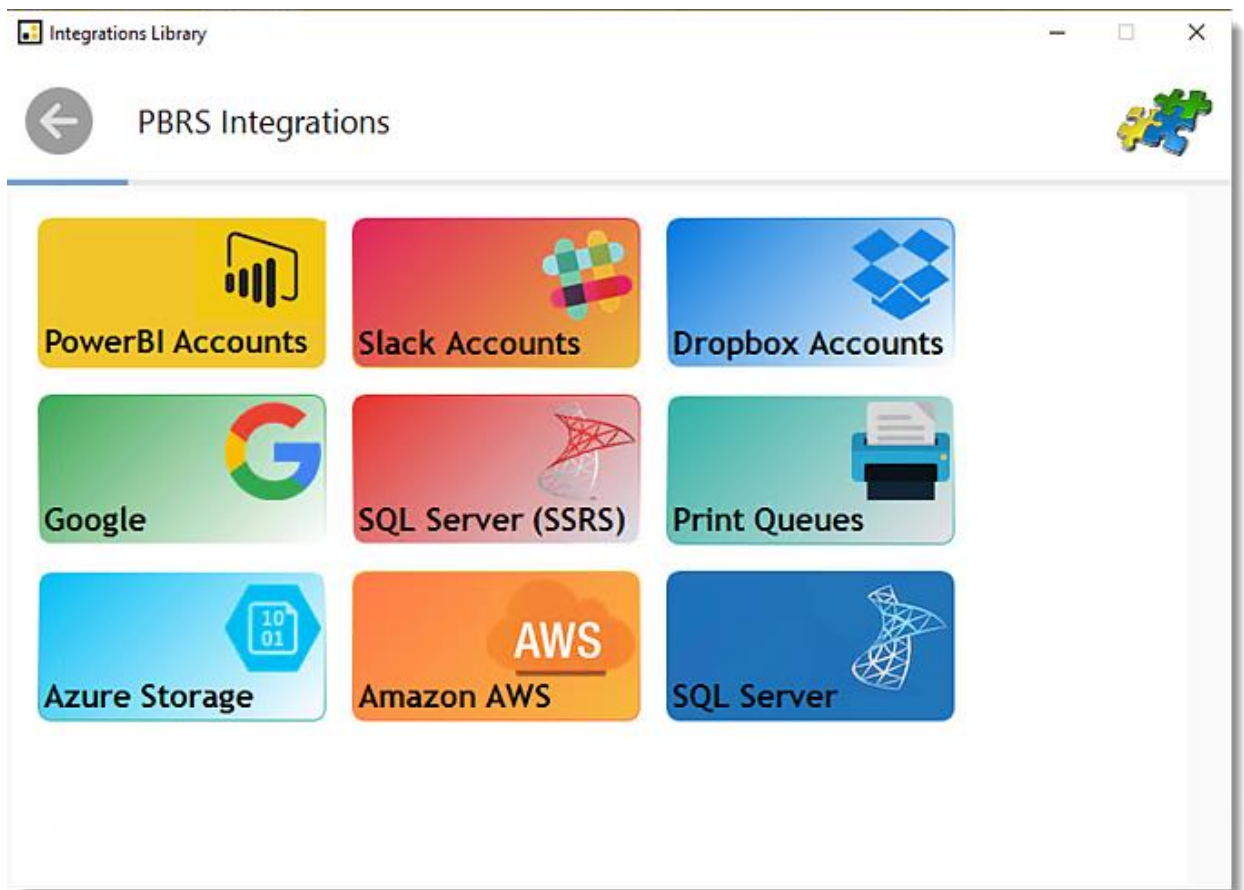 Integrations Library
PBRS Integrations
PowerBI Accounts
Slack Accounts
Dropbox Accounts
Google
SQL Server (SSRS)
Print Queues
10
01
Azure Storage
AWS
Amazon AWS
SQL Server